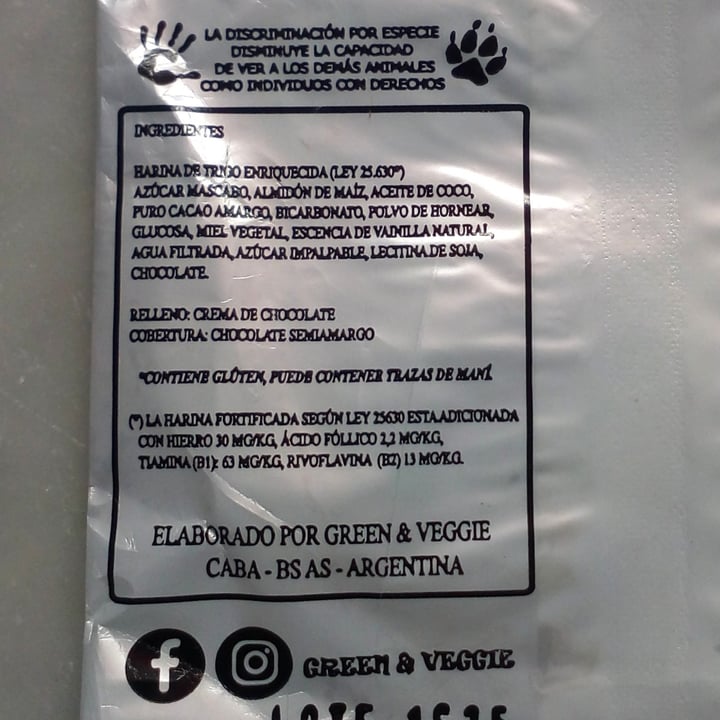 LA DISCRIMINACIÓN POR ESPECIE
DISMINUYE LA CAPACIDAD
DE VER A LOS DEMÁS ANIMALES
COMO INDIVIDUOS CON DERECHOS
INGREDIENTES
HARINA DE TRIGO ENRIQUECIDA (LEY 25.630*)
AZÚCAR MASCABO, ALMIDÓN DE MAÍZ, ACEITE DE COCO,
PURO CACAO AMARGO, BICARBONATO, POLVO DE HORNEAR,
GLUCOSA, MIEL VEGETAL, ESCENCIA DE VAINILLA NATURAL,
AGUA FILTRADA, AZÚCAR IMPALPABLE, LECITINA DE SOJA,
CHOCOLATE.
RELLENO: CREMA DE CHOCOLATE
COBERTURA: CHOCOLATE SEMIAMARGO
*CONTIENE GLÚTEN, PUEDE CONTENER TRAZAS DE MANÍ.
(*) LA HARINA FORTIFICADA SEGÚN LEY 25630 ESTA ADICIONADA
CON HIERRO 30 MG/KG, ÁCIDO FÓLLICO 2,2 MG/KG,
TIAMINA (B1): 63 MG/KG, RIVOFLAVINA (B2) 13 MG/KG.
ELABORADO POR GREEN & VEGGIE
CABA - BS AS - ARGENTINA
GREEN & VEGGIE